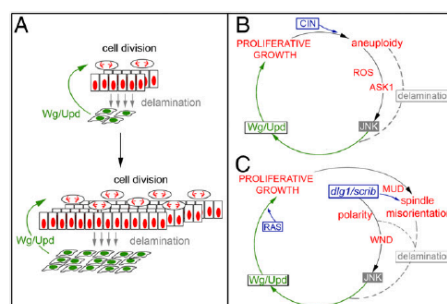 A
cell division
Wg/Upd
delamination
cell division
Wg/Upd
delamination
B
CIN
PROLIFERATIVE
GROWTH
aneuploidy
ROS
ASK1
delamination
JNK
Wg/Upd
C
PROLIFERATIVE
GROWTH
MUD
dlg1/scrib
spindle
misorientation
polarity
RAS
WND
delamination
JNK
Wg/Upd